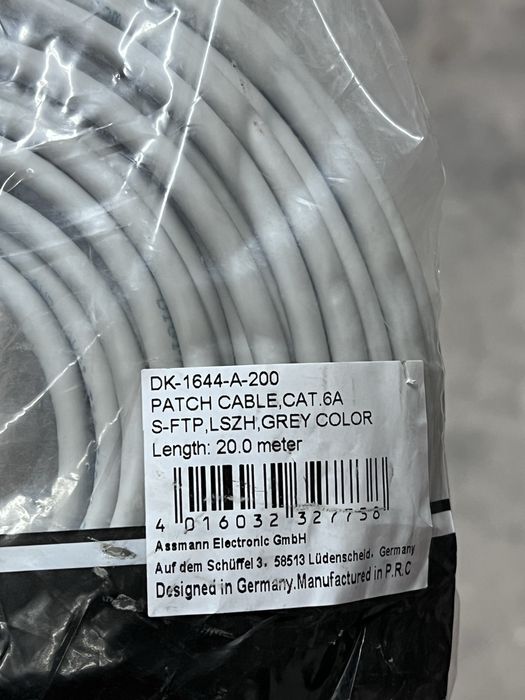 DK-1644-A-200
PATCH CABLE,CAT.6A
S-FTP,LSZH,GREY COLOR
Length: 20.0 meter
4 016032 327756
Assmann Electronic GmbH
Auf dem Schüffel 3, 58513 Lüdenscheid, Germany
Designed in Germany.Manufactured in P.R.C